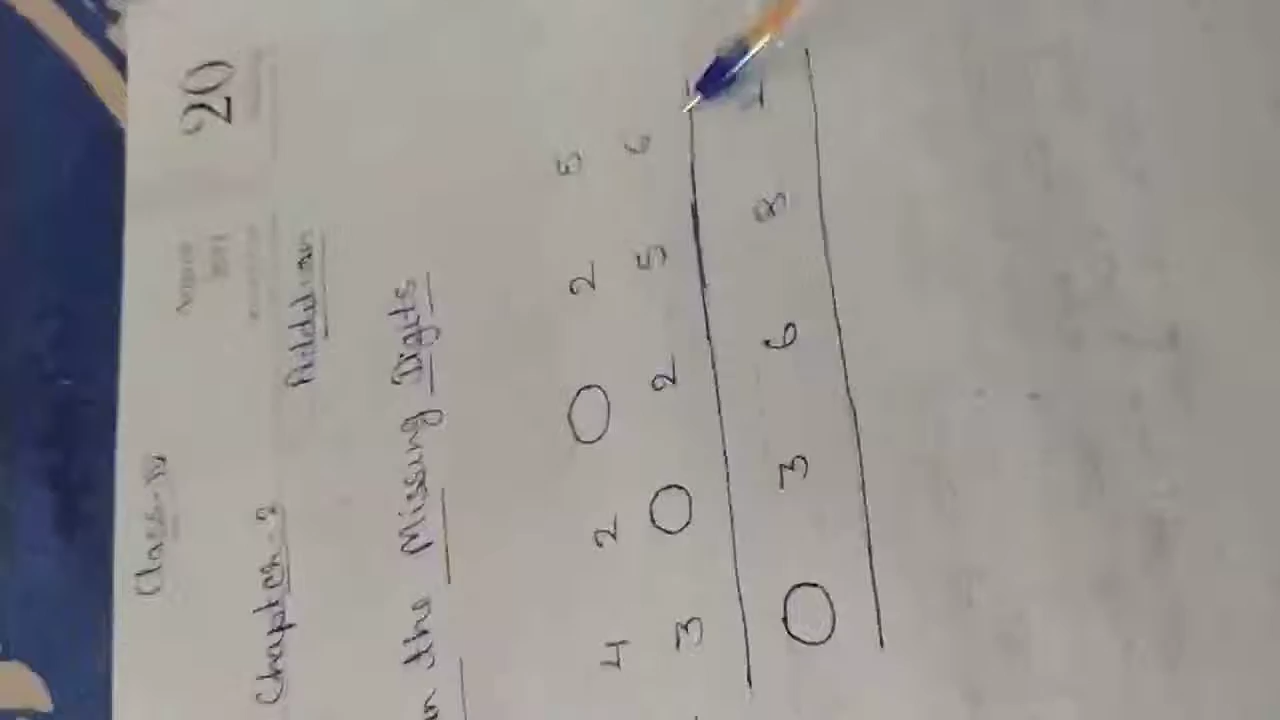 Class-IV
20
Chapter-2
Addition
the Missing Digits
4 2 ○ 2 5
3 ○ 2 5 6
○ 3 6 8